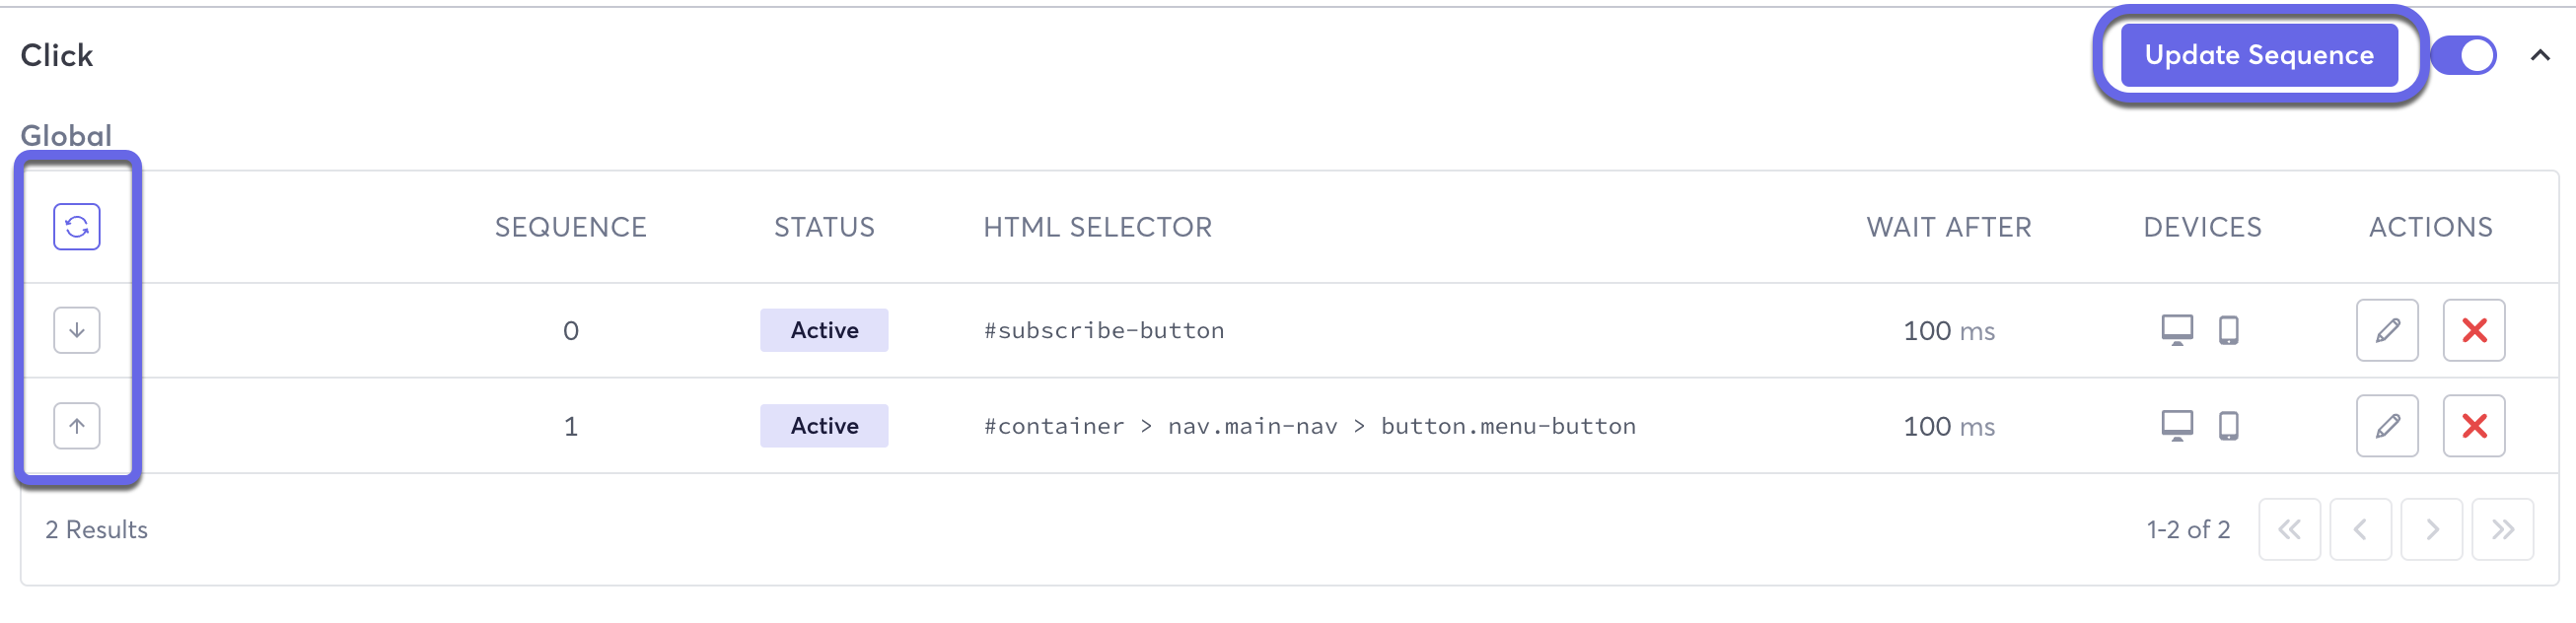 Click Update Sequence
Global
SEQUENCE STATUS HTML SELECTOR WAIT AFTER DEVICES ACTIONS
0 Active #subscribe-button 100 ms
1 Active #container > nav.main-nav > button.menu-button 100 ms
2 Results 1-2 of 2